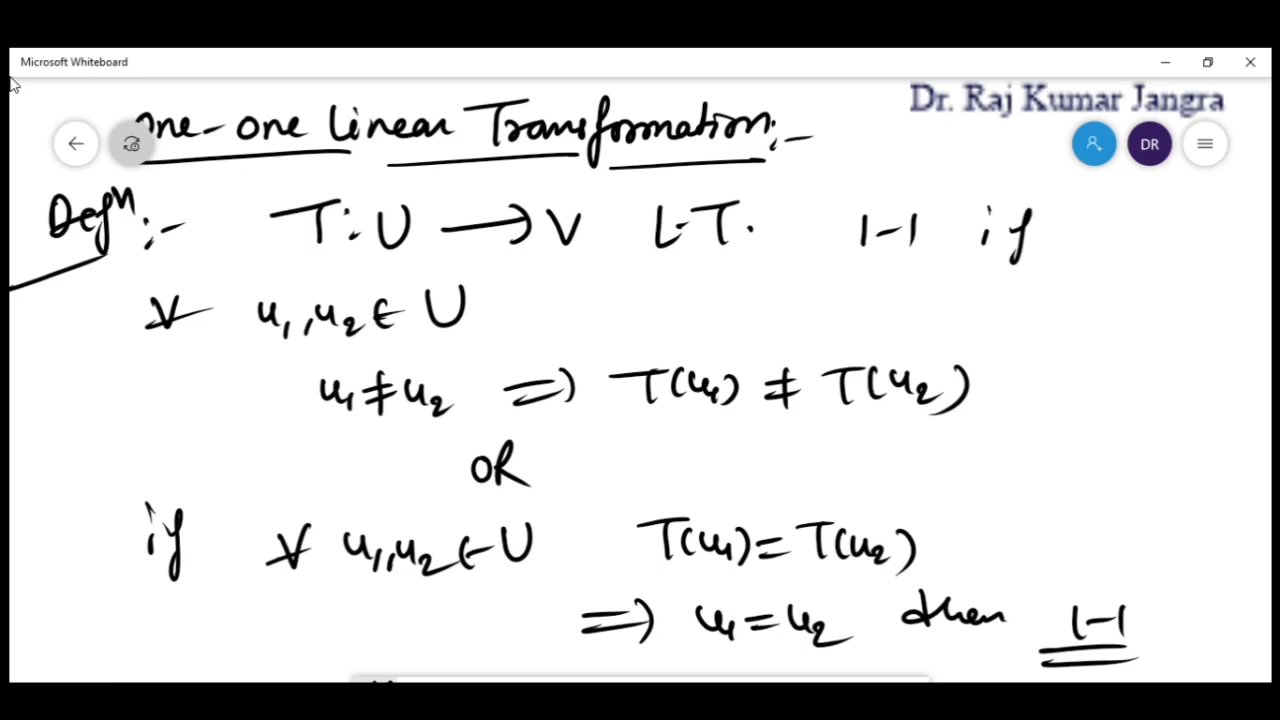 Microsoft Whiteboard
Dr. Raj Kumar Jangra
One-one Linear Transformation:-
DR
Defn:- T:U → V L.T. 1-1 if
∀ u₁,u₂ ∈ U
u₁ ≠ u₂ ⇒ T(u₁) ≠ T(u₂)
OR
if ∀ u₁,u₂ ∈ U T(u₁) = T(u₂)
⇒ u₁ = u₂ then 1-1